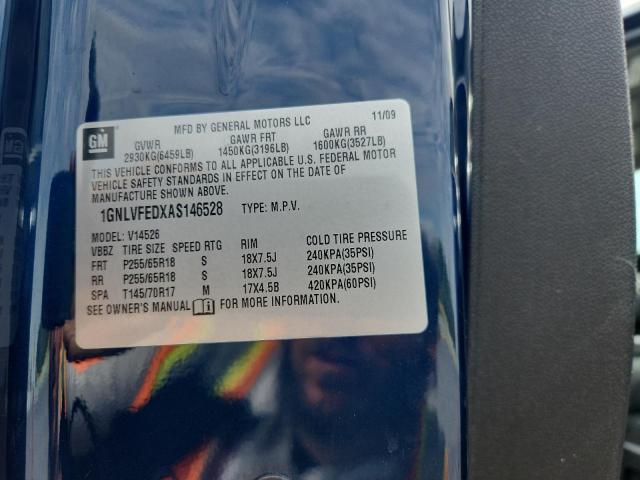 GM
MFD BY GENERAL MOTORS LLC 11/09
GVWR GAWR FRT GAWR RR
2930KG(6459LB) 1450KG(3196LB) 1600KG(3527LB)
THIS VEHICLE CONFORMS TO ALL APPLICABLE U.S. FEDERAL MOTOR
VEHICLE SAFETY STANDARDS IN EFFECT ON THE DATE OF
MANUFACTURE SHOWN ABOVE.
1GNLVFEDXAS146528 TYPE: M.P.V.
MODEL: V14526
VBBZ TIRE SIZE SPEED RTG RIM COLD TIRE PRESSURE
FRT P255/65R18 S 18X7.5J 240KPA(35PSI)
RR P255/65R18 S 18X7.5J 240KPA(35PSI)
SPA T145/70R17 M 17X4.5B 420KPA(60PSI)
SEE OWNER'S MANUAL FOR MORE INFORMATION.